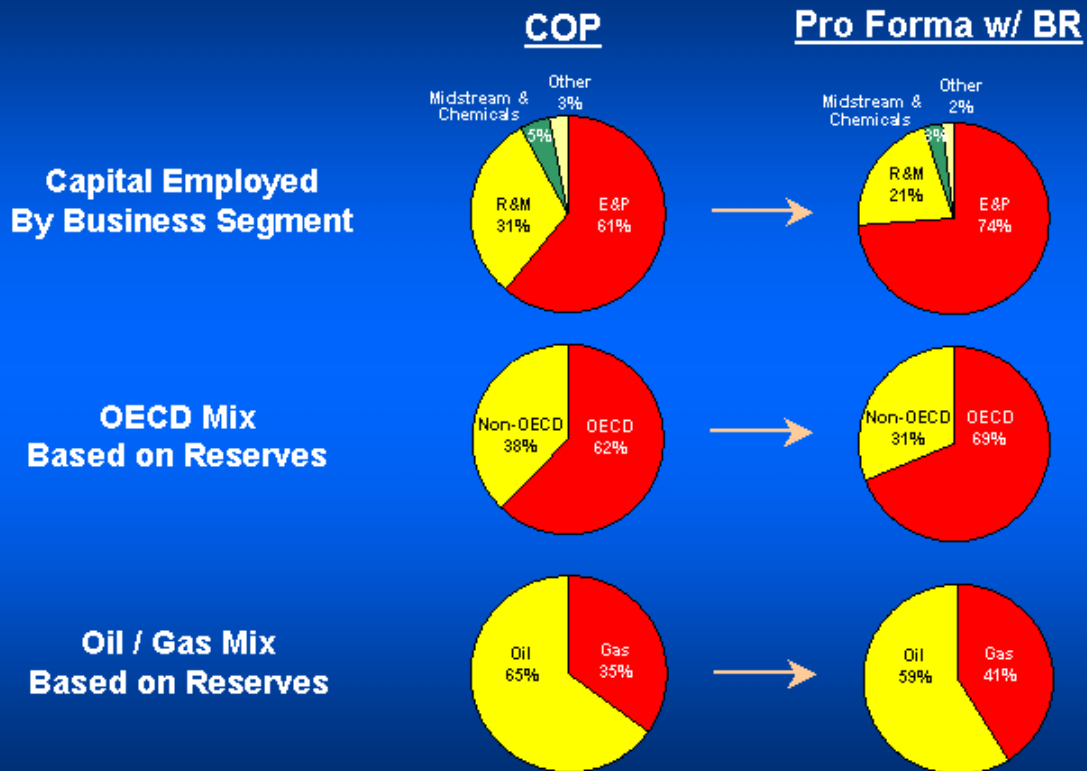 COP
Pro Forma w/ BR
Capital Employed
By Business Segment
Midstream &
Chemicals
5%
Other
3%
R&M
31%
E&P
61%
Midstream &
Chemicals
3%
Other
2%
R&M
21%
E&P
74%
OECD Mix
Based on Reserves
Non-OECD
38%
OECD
62%
Non-OECD
31%
OECD
69%
Oil / Gas Mix
Based on Reserves
Oil
65%
Gas
35%
Oil
59%
Gas
41%